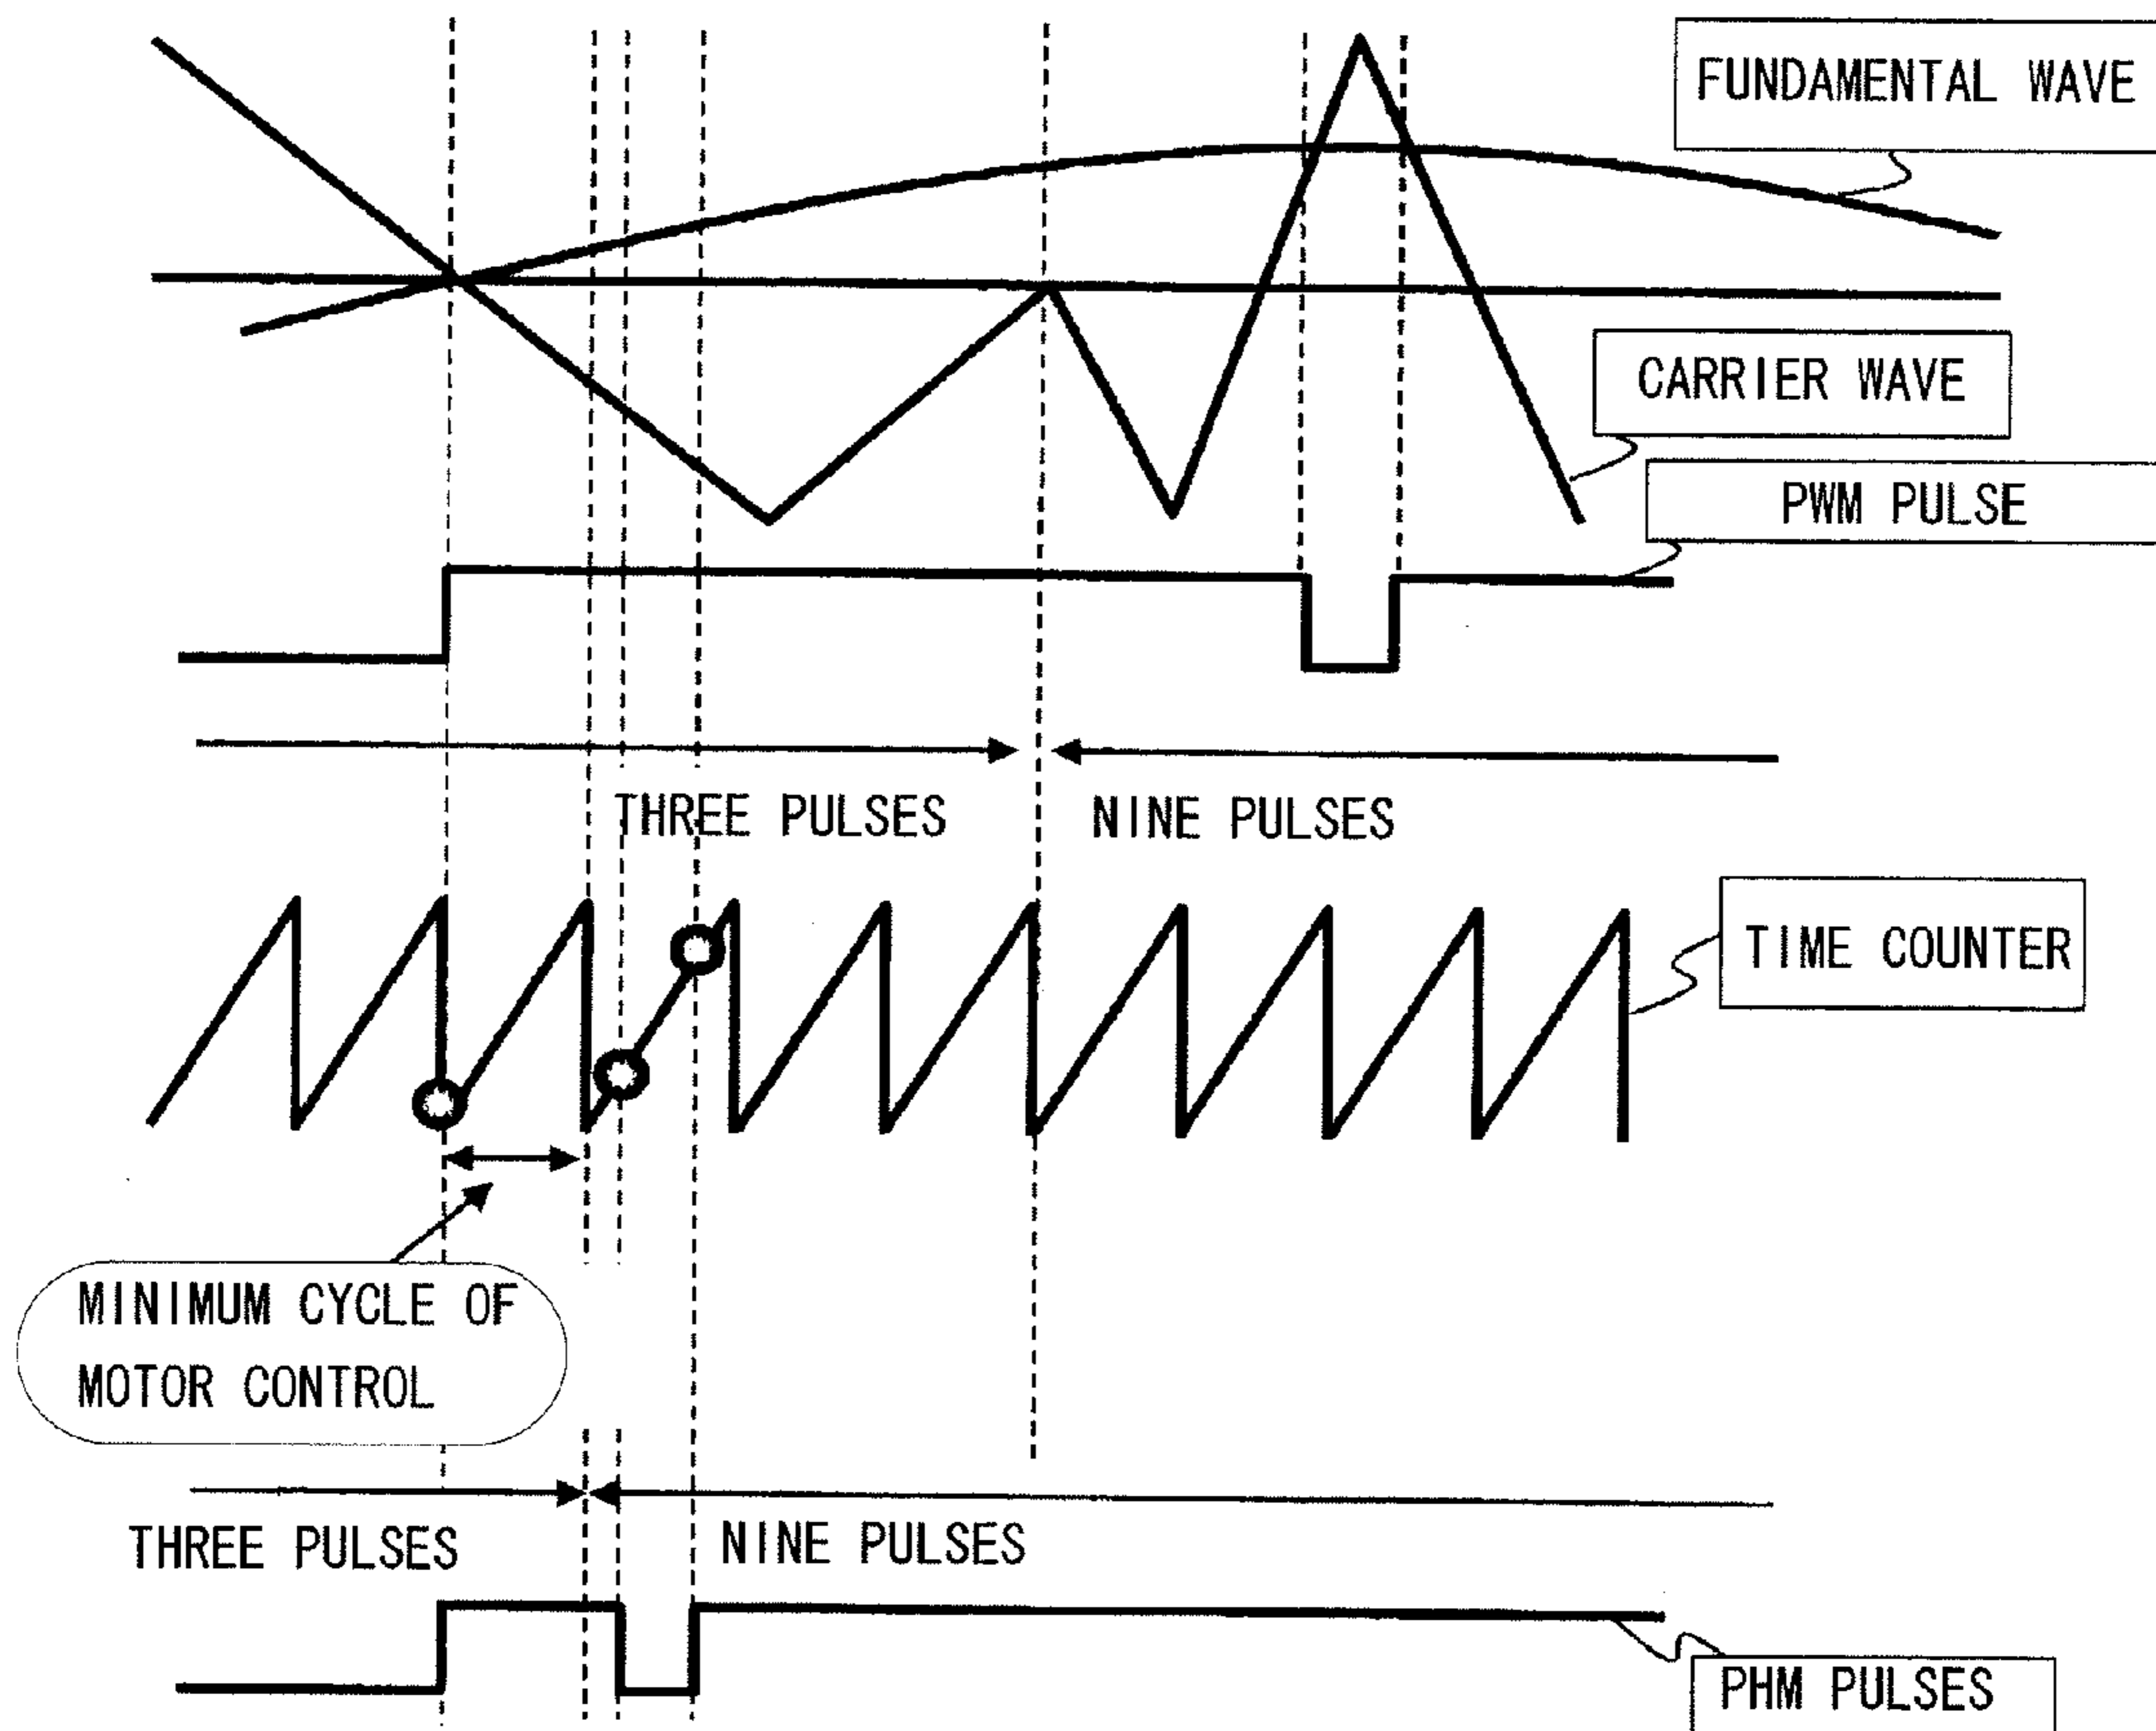 FUNDAMENTAL WAVE
CARRIER WAVE
PWM PULSE
THREE PULSES
NINE PULSES
TIME COUNTER
MINIMUM CYCLE OF
MOTOR CONTROL
THREE PULSES
NINE PULSES
PHM PULSES